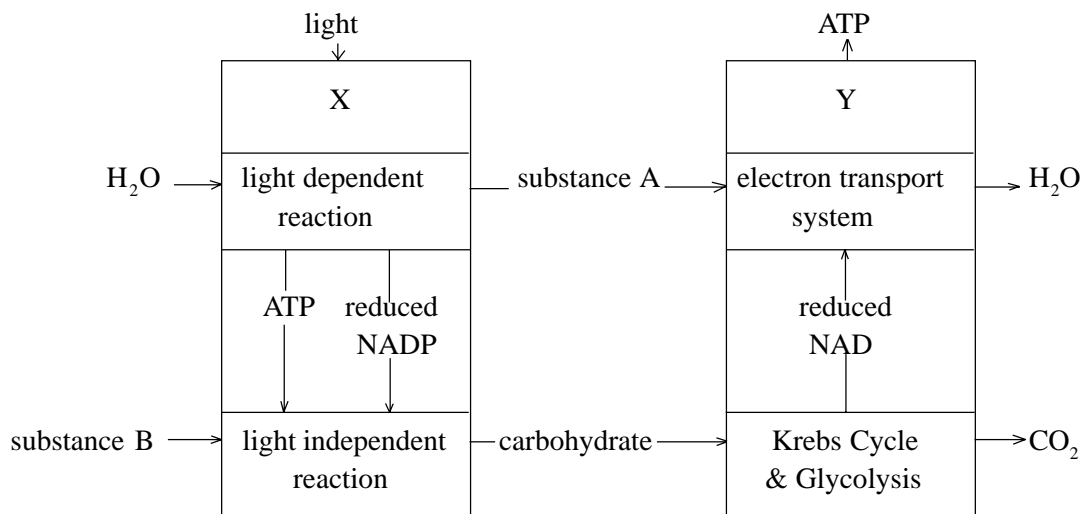 light
ATP
X
Y
H₂O
light dependent
reaction
substance A
electron transport
system
H₂O
ATP
reduced
NADP
reduced
NAD
substance B
light independent
reaction
carbohydrate
Krebs Cycle
& Glycolysis
CO₂